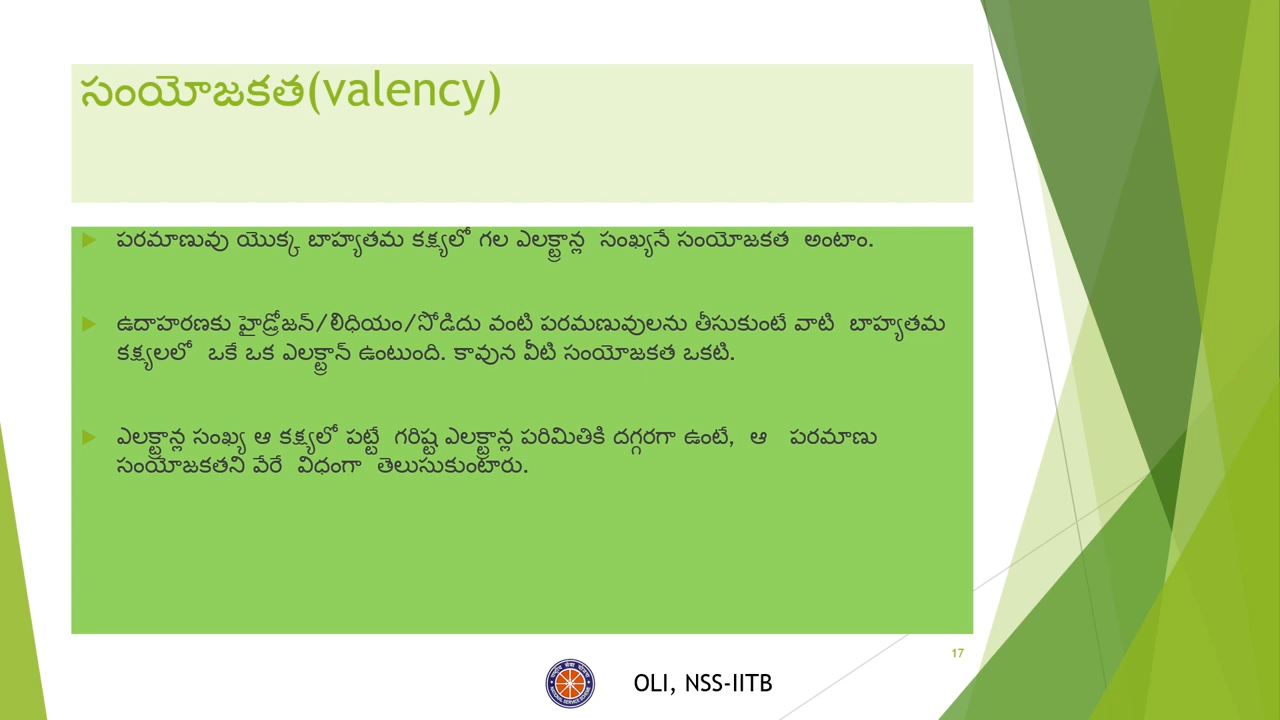 సంయోజకత(valency)
పరమాణువు యొక్క బాహ్యతమ కక్ష్యలో గల ఎలక్ట్రాన్ల సంఖ్యనే సంయోజకత అంటాం.
ఉదాహరణకు హైడ్రోజన్/లిథియం/సోడిదు వంటి పరమణువులను తీసుకుంటే వాటి బాహ్యతమ
కక్ష్యలలో ఒకే ఒక ఎలక్ట్రాన్ ఉంటుంది. కావున వీటి సంయోజకత ఒకటి.
ఎలక్ట్రాన్ల సంఖ్య ఆ కక్ష్యలో పట్టే గరిష్ట ఎలక్ట్రాన్ల పరిమితికి దగ్గరగా ఉంటే, ఆ పరమాణు
సంయోజకతని వేరే విధంగా తెలుసుకుంటారు.
17
OLI, NSS-IITB